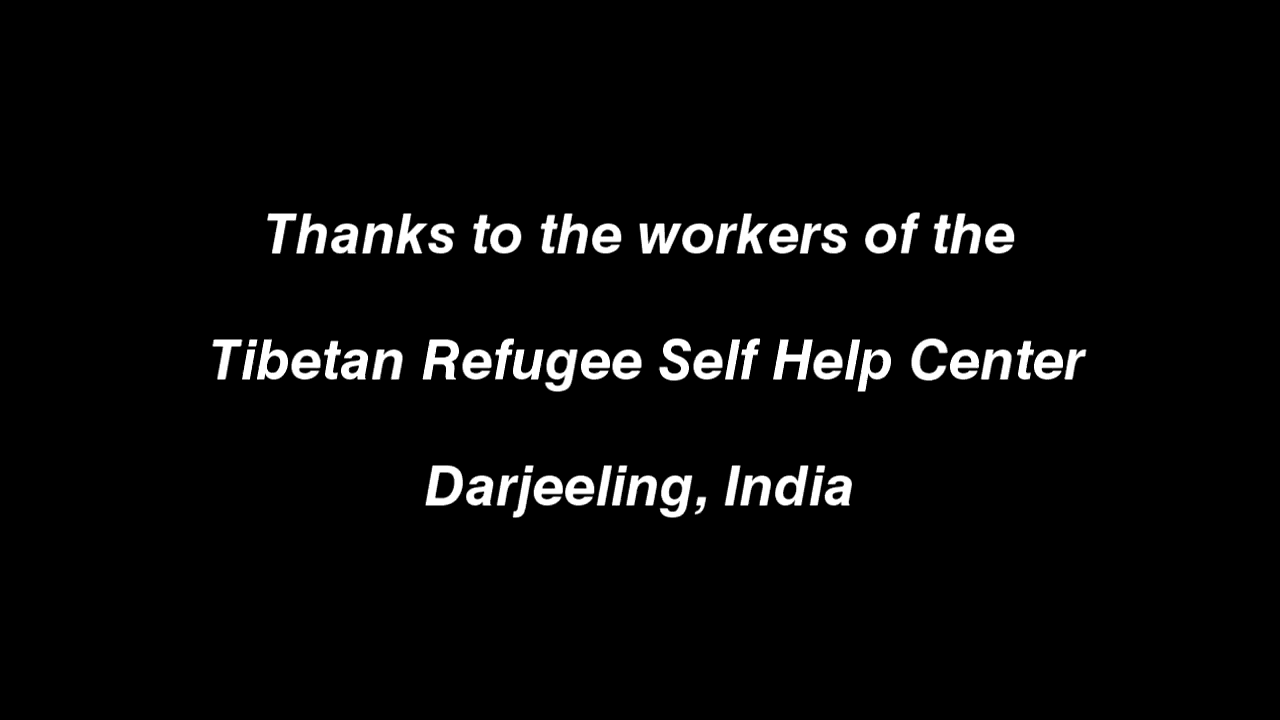 Thanks to the workers of the
Tibetan Refugee Self Help Center
Darjeeling, India